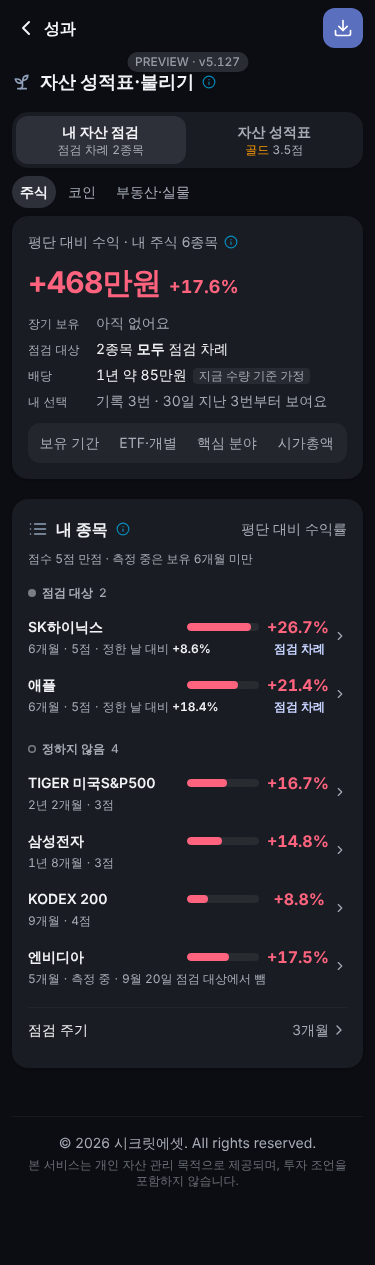 성과
PREVIEW · v5.127
자산 성적표·불리기
내 자산 점검
점검 차례 2종목
자산 성적표
골드 3.5점
주식
코인
부동산·실물
평단 대비 수익 · 내 주식 6종목
+468만원 +17.6%
장기 보유 아직 없어요
점검 대상 2종목 모두 점검 차례
배당 1년 약 85만원 지금 수량 기준 가정
내 선택 기록 3번 · 30일 지난 3번부터 보여요
보유 기간 ETF·개별 핵심 분야 시가총액
내 종목 평단 대비 수익률
점수 5점 만점 · 측정 중은 보유 6개월 미만
점검 대상 2
SK하이닉스 +26.7%
6개월 · 5점 · 정한 날 대비 +8.6% 점검 차례
애플 +21.4%
6개월 · 5점 · 정한 날 대비 +18.4% 점검 차례
정하지 않음 4
TIGER 미국S&P500 +16.7%
2년 2개월 · 3점
삼성전자 +14.8%
1년 8개월 · 3점
KODEX 200 +8.8%
9개월 · 4점
엔비디아 +17.5%
5개월 · 측정 중 · 9월 20일 점검 대상에서 뺌
점검 주기 3개월
© 2026 시크릿에셋. All rights reserved.
본 서비스는 개인 자산 관리 목적으로 제공되며, 투자 조언을
포함하지 않습니다.